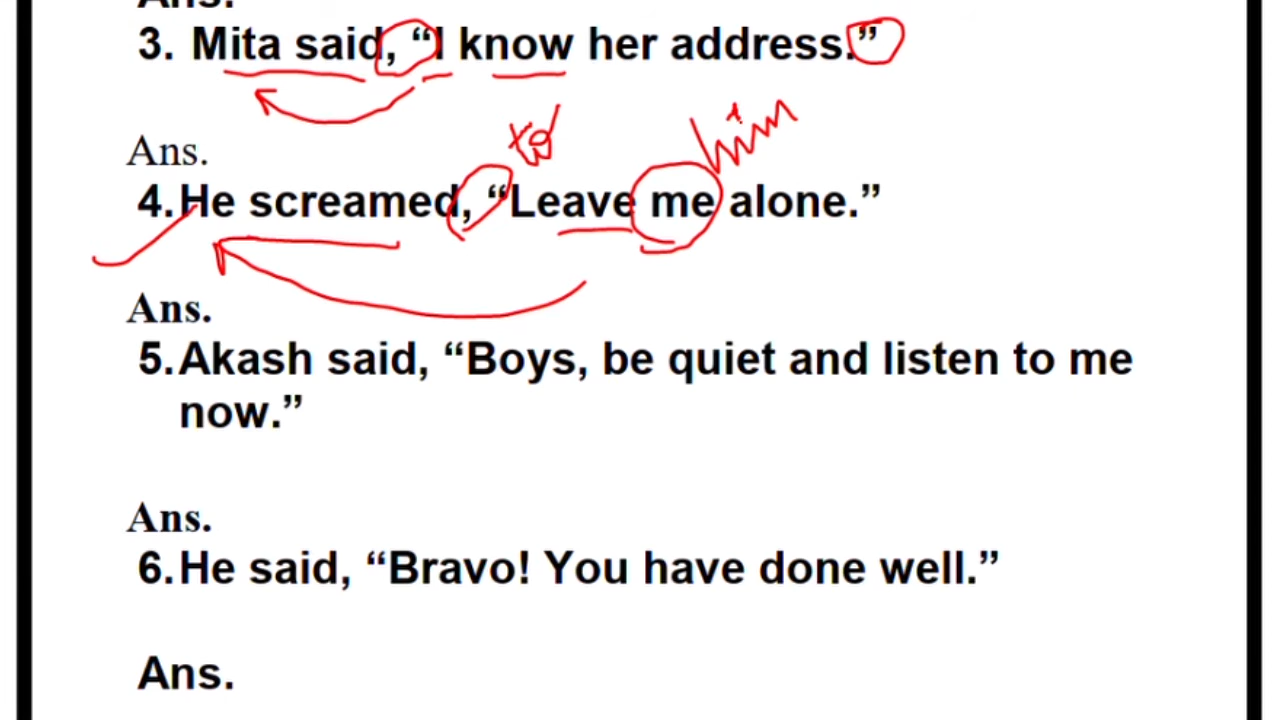 Ans.
3. Mita said, “I know her address.”
to
him
Ans.
4. He screamed, “Leave me alone.”
Ans.
5. Akash said, “Boys, be quiet and listen to me
now.”
Ans.
6. He said, “Bravo! You have done well.”
Ans.